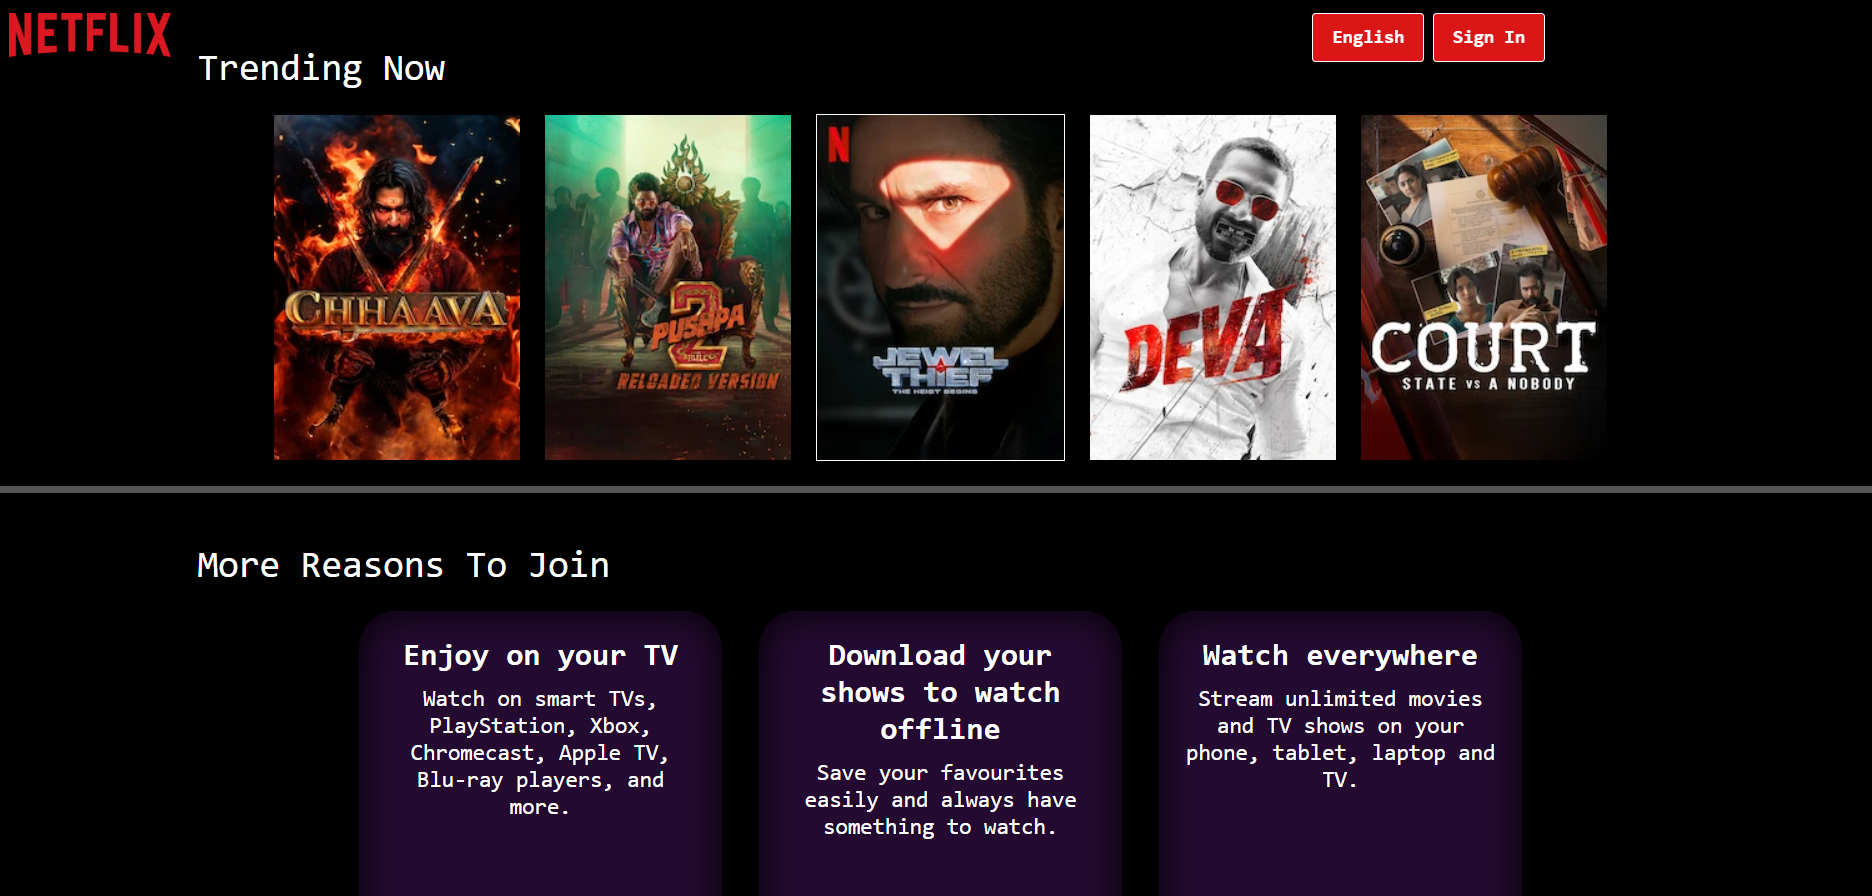 NETFLIX
English
Sign In
Trending Now
CHHAAVA
PUSHPA
2
RELOADED VERSION
N
JEWEL
THIEF
THE HEIST BEGINS
DEVA
COURT
STATE vs A NOBODY
More Reasons To Join
Enjoy on your TV
Watch on smart TVs,
PlayStation, Xbox,
Chromecast, Apple TV,
Blu-ray players, and
more.
Download your
shows to watch
offline
Save your favourites
easily and always have
something to watch.
Watch everywhere
Stream unlimited movies
and TV shows on your
phone, tablet, laptop and
TV.